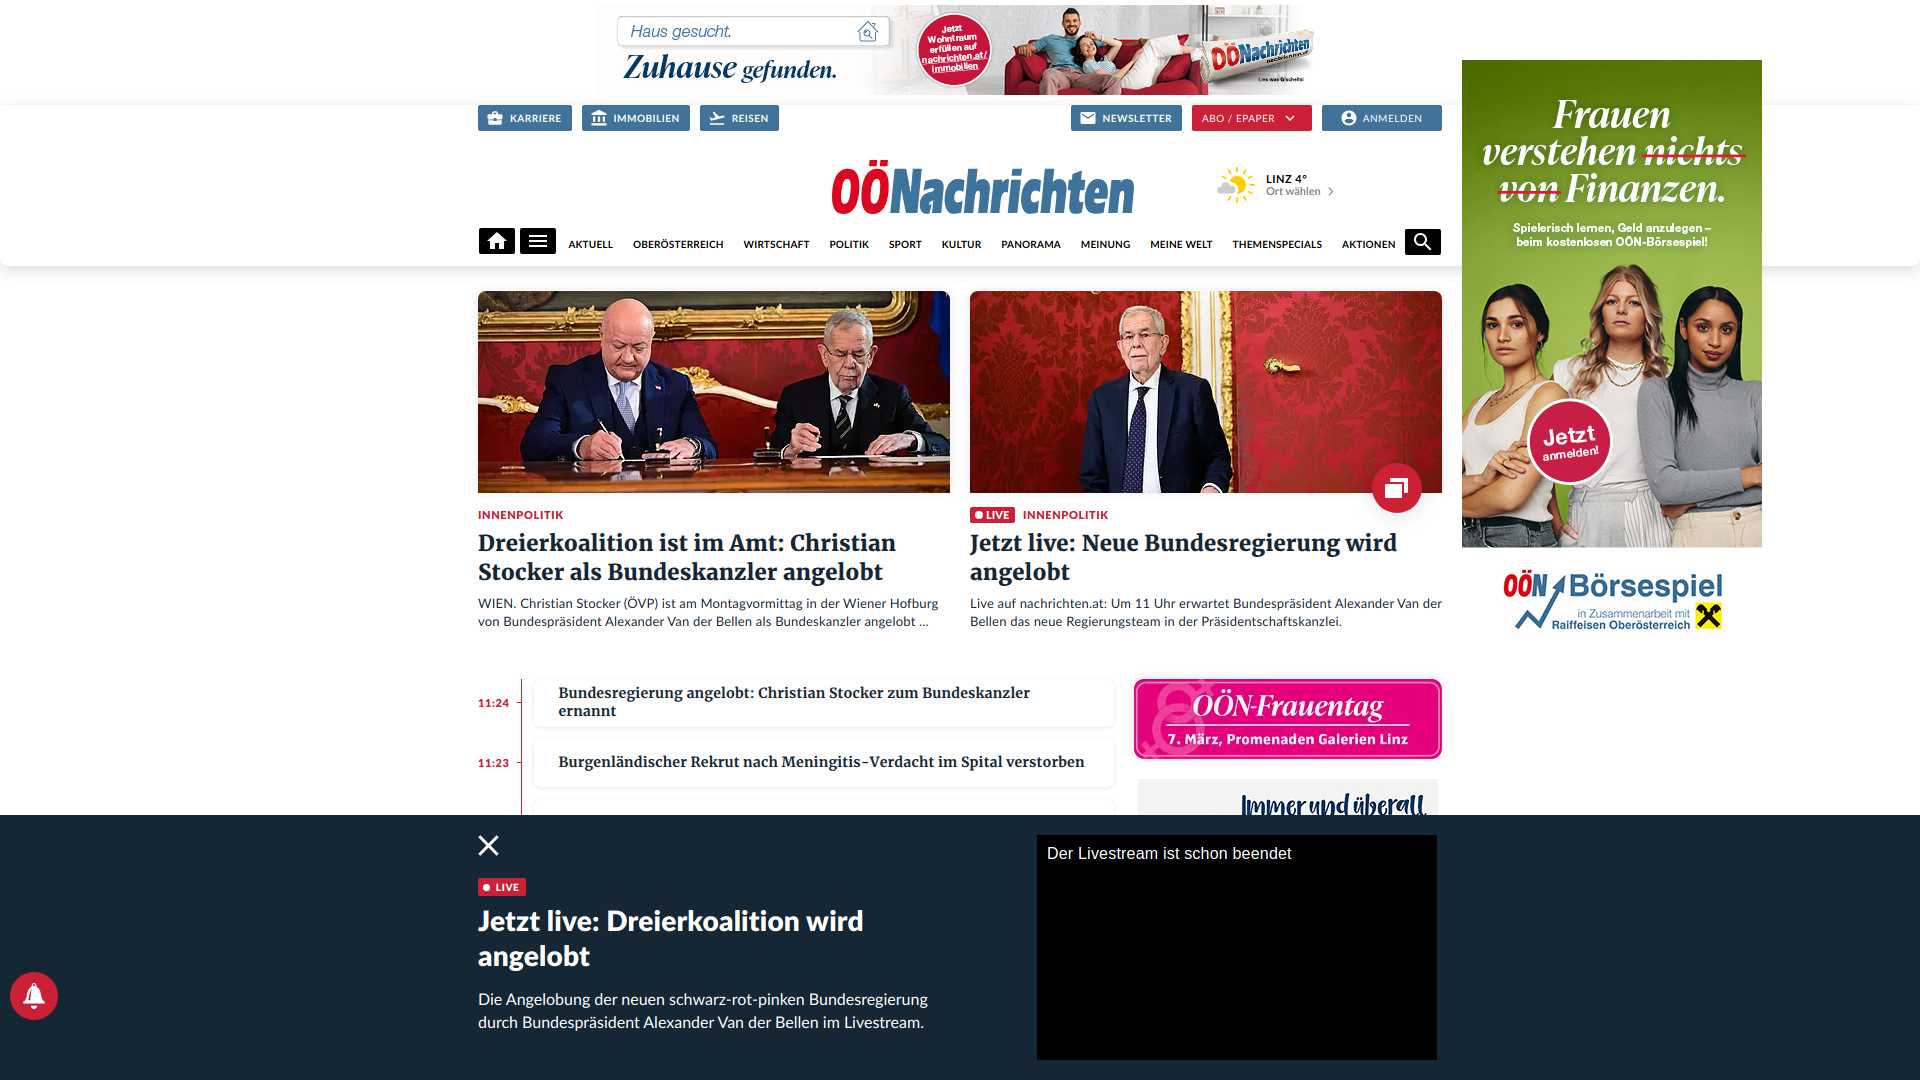 Haus gesucht.
Zuhause gefunden.
Jetzt
Wohntraum
erfüllen auf
nachrichten.at/
immobilien
OÖNachrichten
Lies was G'scheits!
KARRIERE
IMMOBILIEN
REISEN
NEWSLETTER
ABO / EPAPER
ANMELDEN
OÖNachrichten
LINZ 4°
Ort wählen
AKTUELL
OBERÖSTERREICH
WIRTSCHAFT
POLITIK
SPORT
KULTUR
PANORAMA
MEINUNG
MEINE WELT
THEMENSPECIALS
AKTIONEN
Frauen
verstehen nichts
von Finanzen.
Spielerisch lernen, Geld anzulegen –
beim kostenlosen OÖN-Börsespiel!
Jetzt
anmelden!
OÖN Börsespiel
in Zusammenarbeit mit
Raiffeisen Oberösterreich
INNENPOLITIK
Dreierkoalition ist im Amt: Christian
Stocker als Bundeskanzler angelobt
WIEN. Christian Stocker (ÖVP) ist am Montagvormittag in der Wiener Hofburg
von Bundespräsident Alexander Van der Bellen als Bundeskanzler angelobt ...
LIVE INNENPOLITIK
Jetzt live: Neue Bundesregierung wird
angelobt
Live auf nachrichten.at: Um 11 Uhr erwartet Bundespräsident Alexander Van der
Bellen das neue Regierungsteam in der Präsidentschaftskanzlei.
11:24
Bundesregierung angelobt: Christian Stocker zum Bundeskanzler
ernannt
11:23
Burgenländischer Rekrut nach Meningitis-Verdacht im Spital verstorben
OÖN-Frauentag
7. März, Promenaden Galerien Linz
Immer und überall
LIVE
Jetzt live: Dreierkoalition wird
angelobt
Die Angelobung der neuen schwarz-rot-pinken Bundesregierung
durch Bundespräsident Alexander Van der Bellen im Livestream.
Der Livestream ist schon beendet